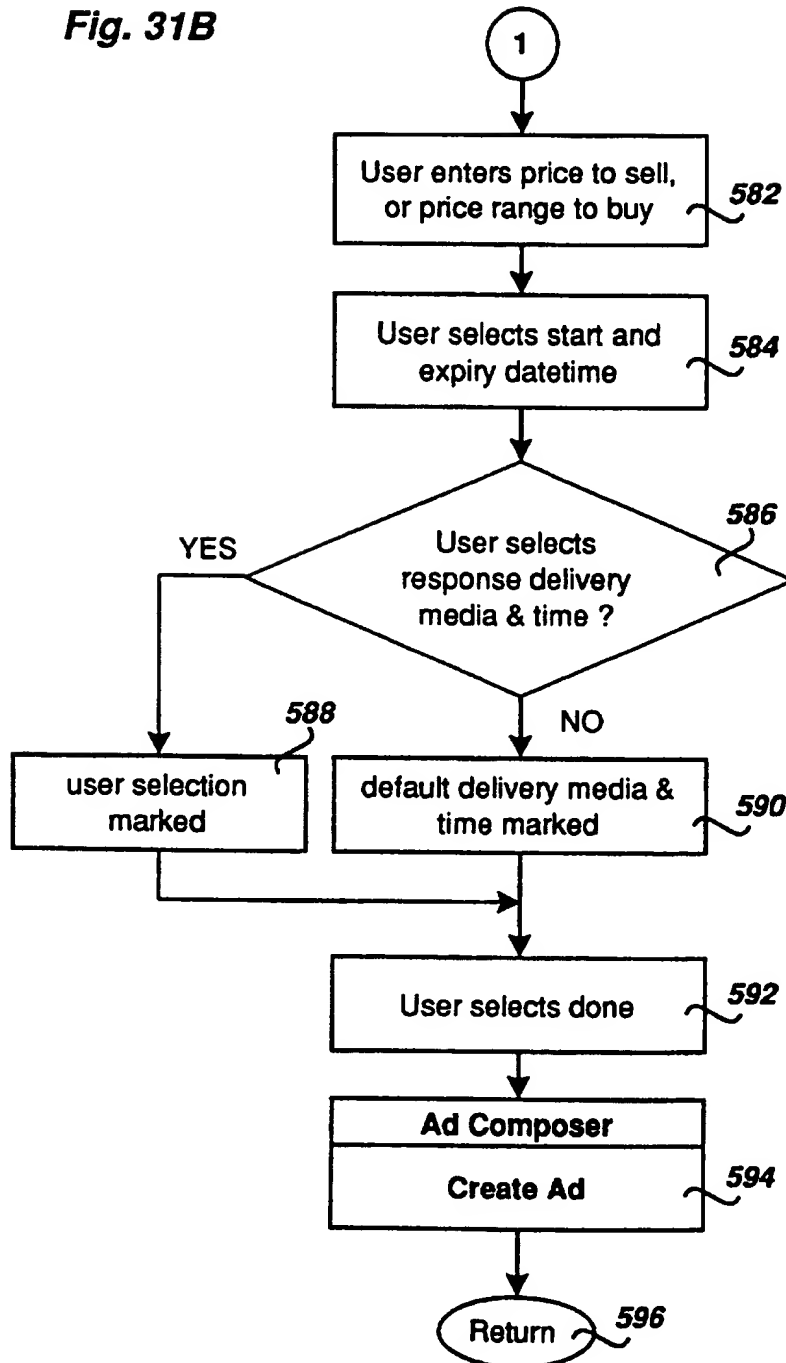 Fig. 31B
1
User enters price to sell,
or price range to buy
582
User selects start and
expiry datetime
584
User selects
response delivery
media & time ?
586
YES
NO
588
user selection
marked
default delivery media &
time marked
590
User selects done
592
Ad Composer
Create Ad
594
Return
596